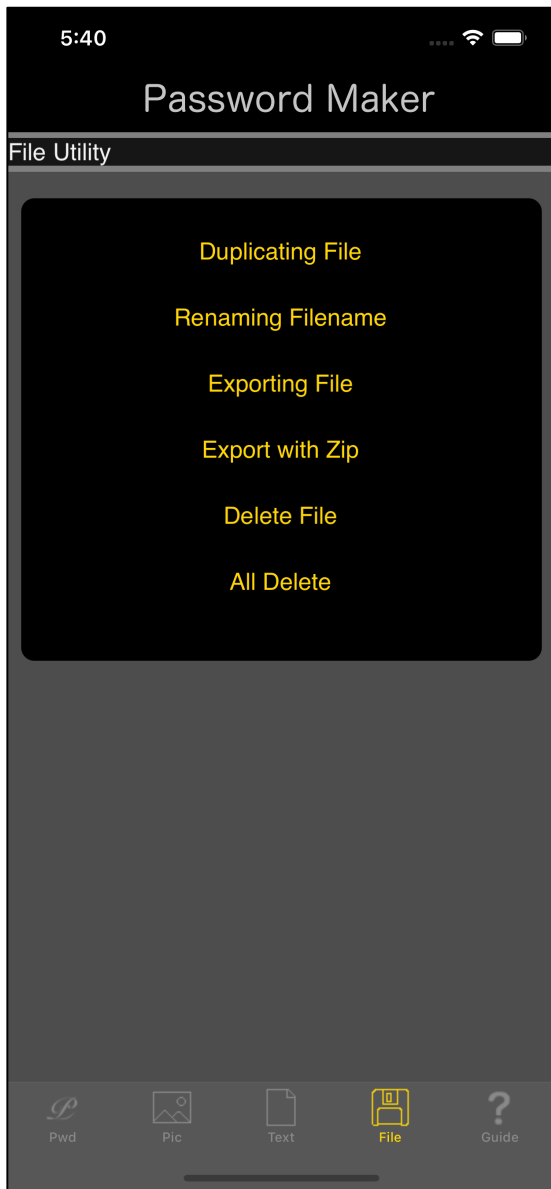 5:40
Password Maker
File Utility
Duplicating File
Renaming Filename
Exporting File
Export with Zip
Delete File
All Delete
Pwd
Pic
Text
File
Guide